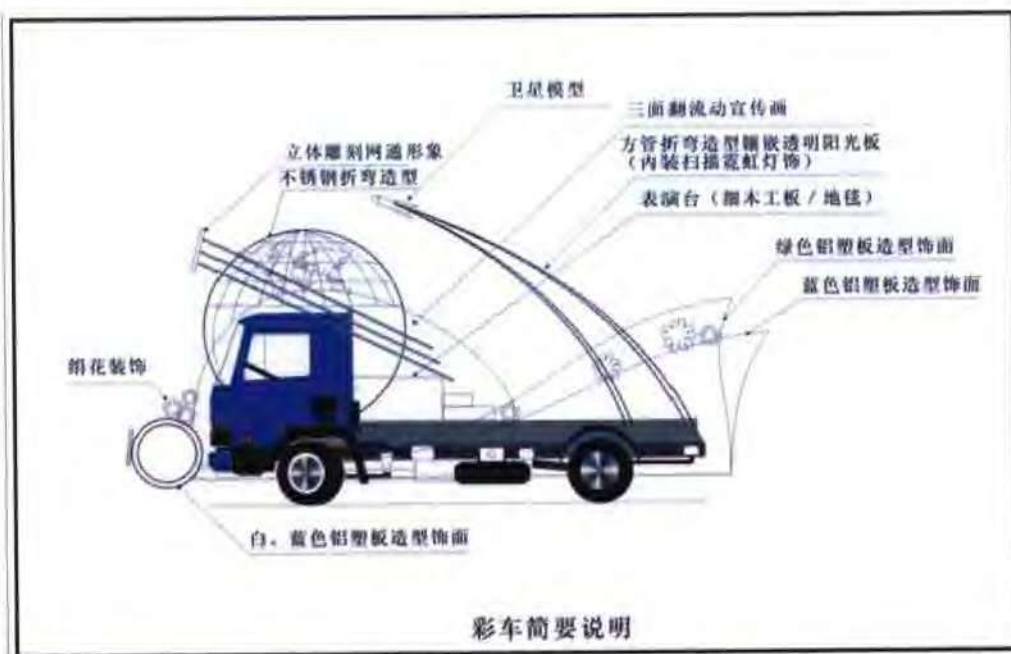 卫星模型
三面翻流动宣传画
立体雕刻网通形象
方管折弯造型镶嵌透明阳光板
（内装扫描霓虹灯饰）
不锈钢折弯造型
表演台（细木工板 / 地毯）
绿色铝塑板造型饰面
蓝色铝塑板造型饰面
绢花装饰
白、蓝色铝塑板造型饰面
彩车简要说明